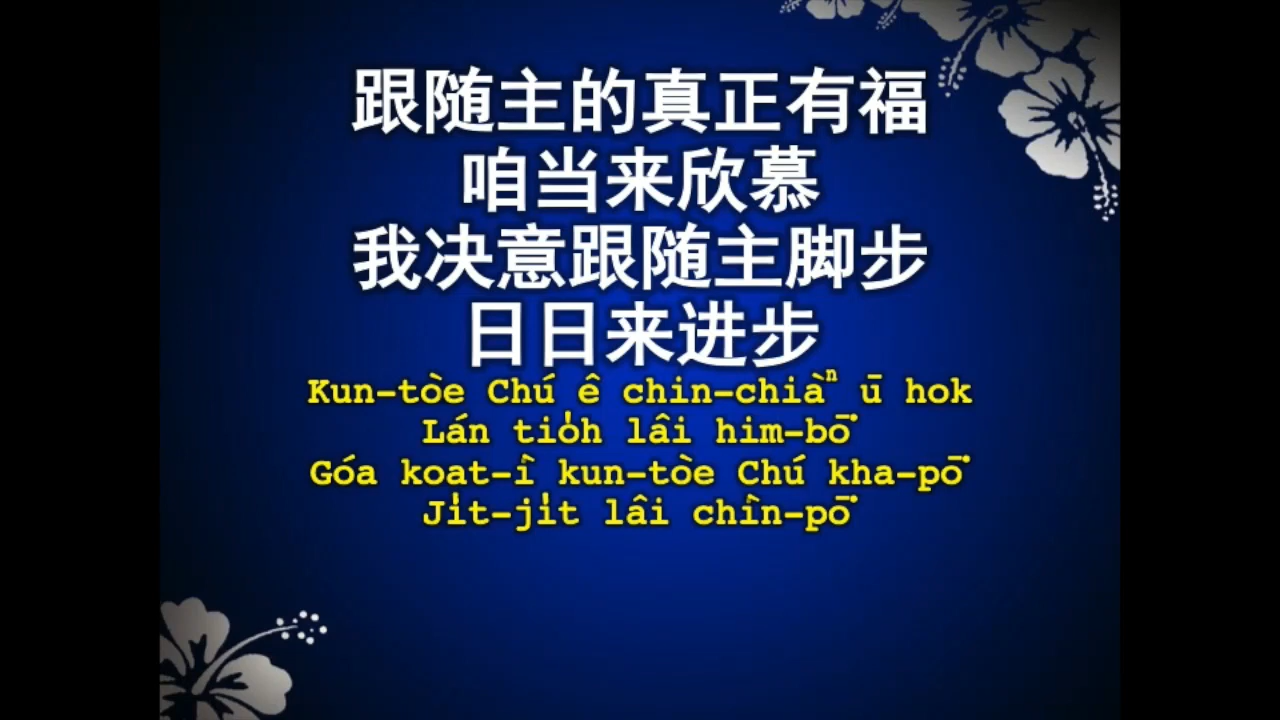 跟随主的真正有福
咱当来欣慕
我决意跟随主脚步
日日来进步
Kun-tòe Chú ê chin-chiàⁿ ū hok
Lán tio̍h lâi him-bō͘
Góa koat-ì kun-tòe Chú kha-pō͘
Ji̍t-ji̍t lâi chìn-pō͘